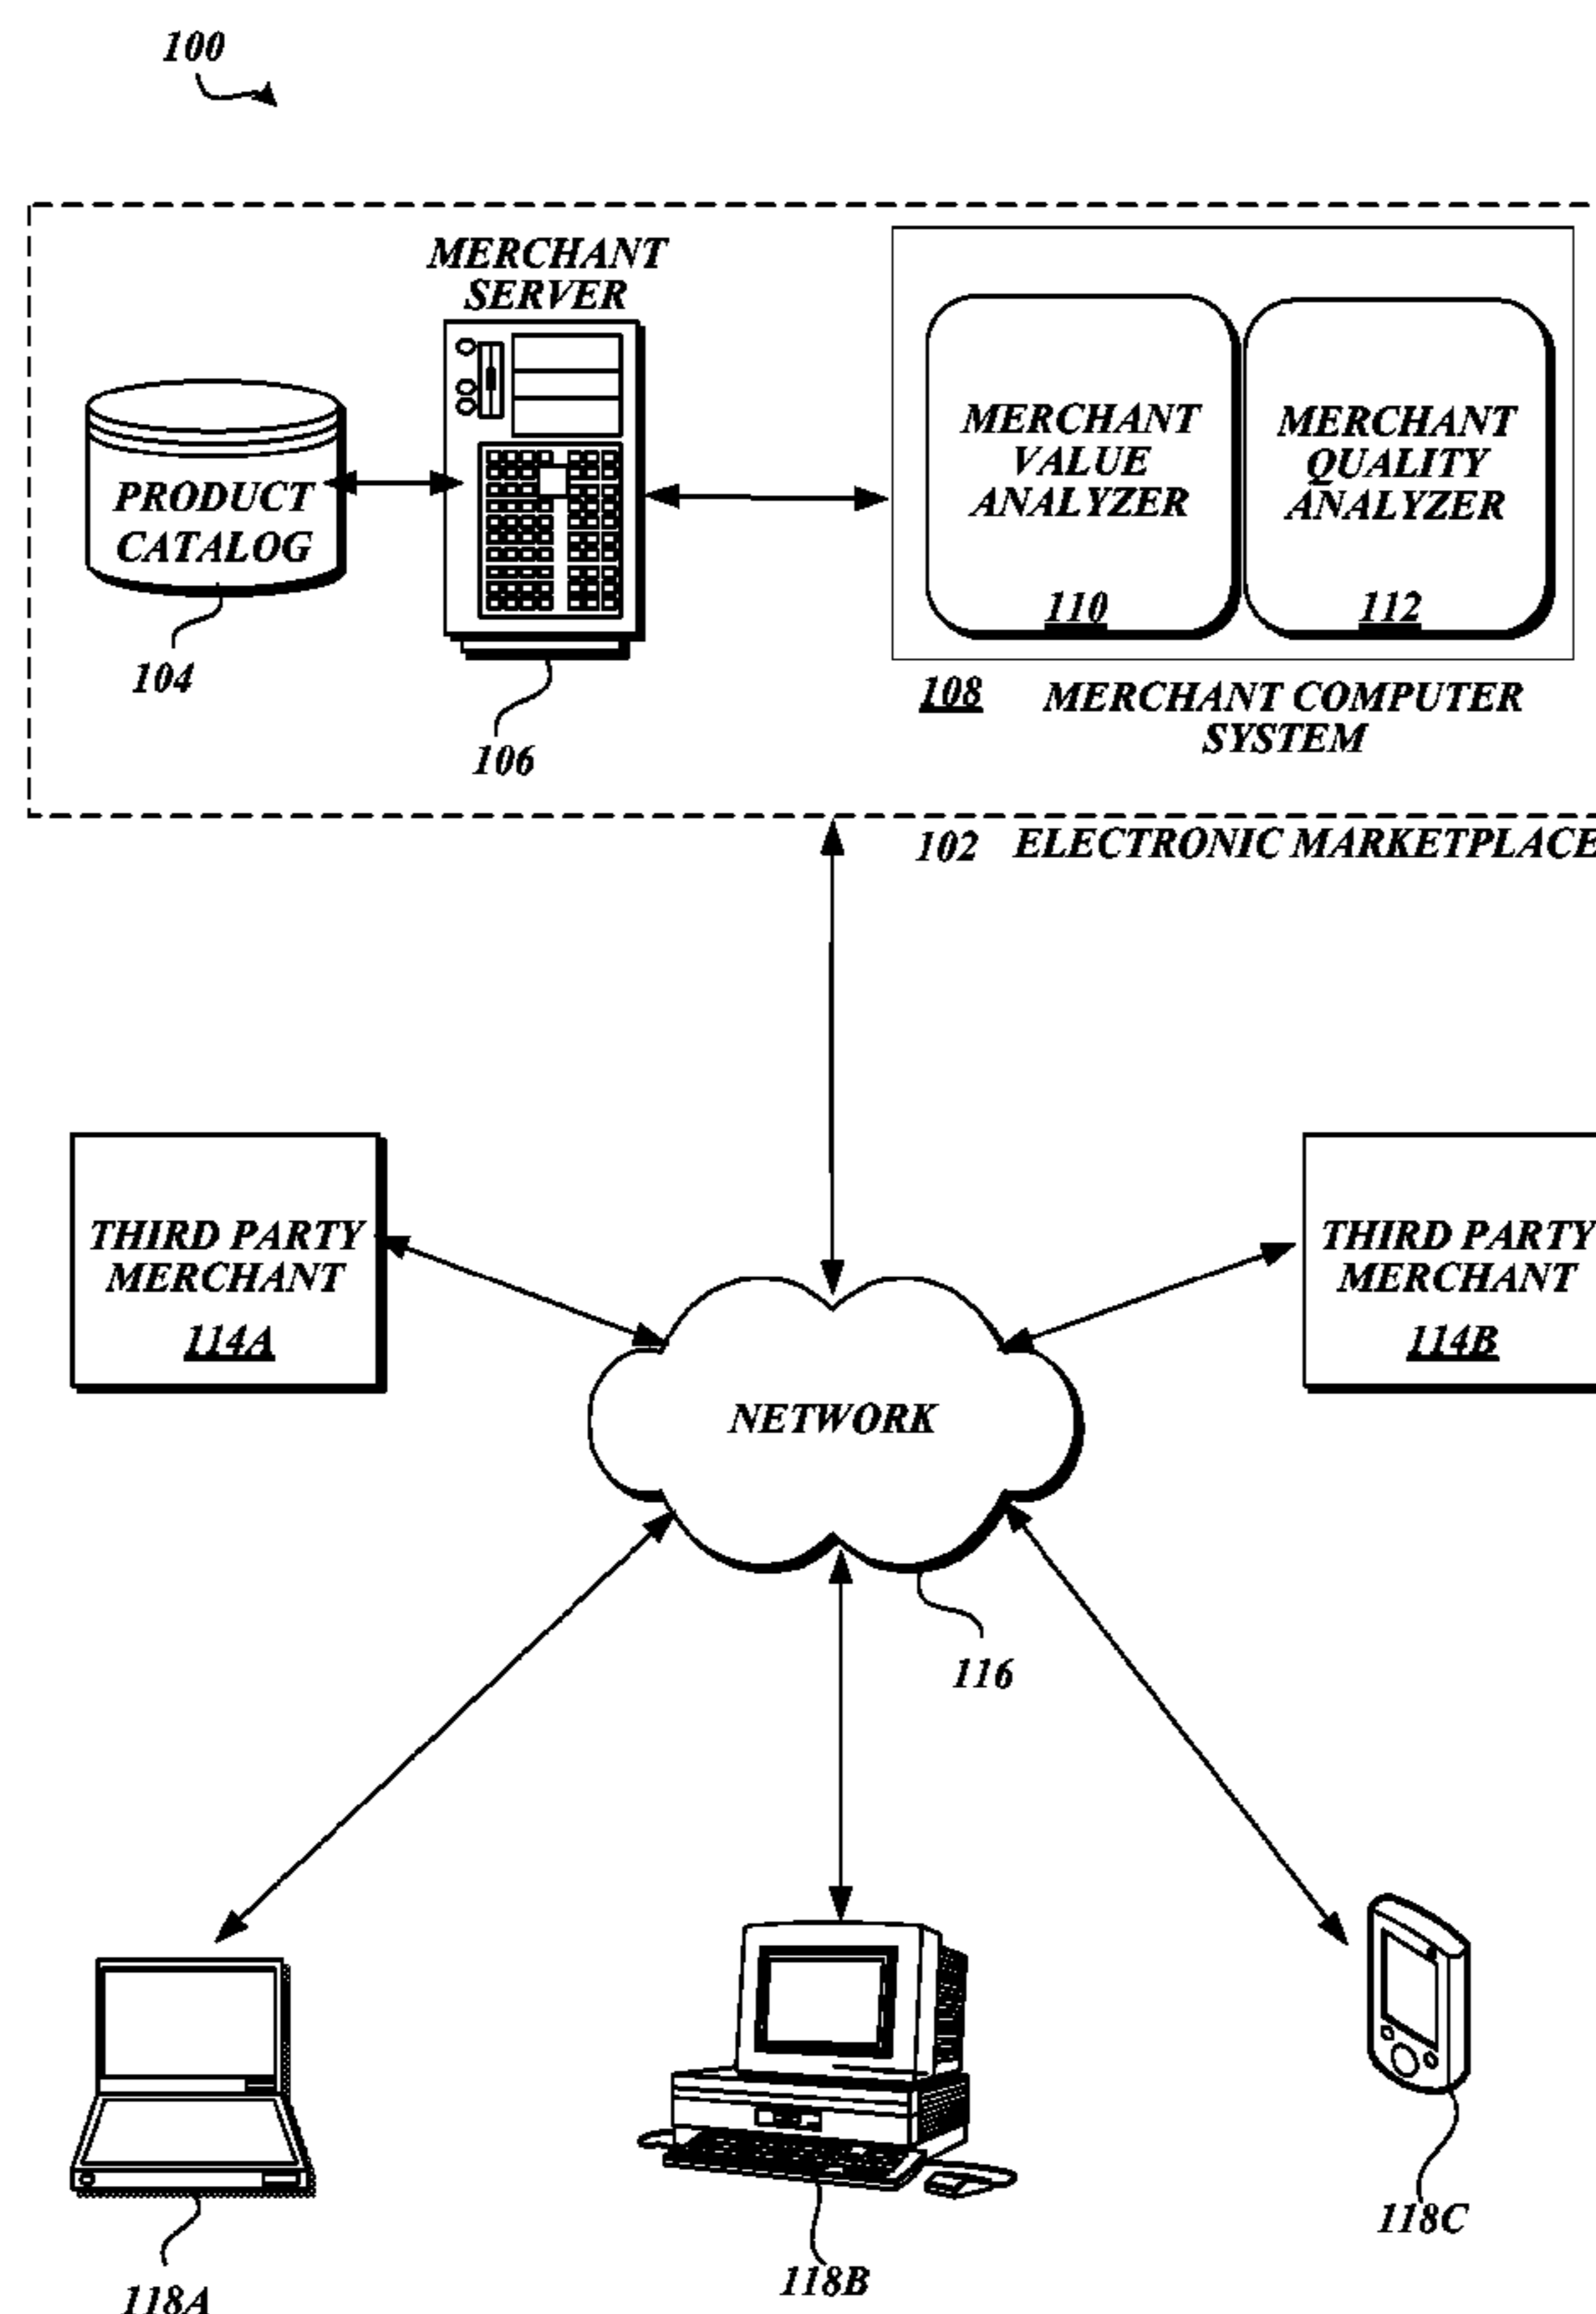 100
MERCHANT
SERVER
PRODUCT
CATALOG
104
106
MERCHANT
VALUE
ANALYZER
110
MERCHANT
QUALITY
ANALYZER
112
108 MERCHANT COMPUTER
SYSTEM
102 ELECTRONIC MARKETPLACE
THIRD PARTY
MERCHANT
114A
THIRD PARTY
MERCHANT
114B
NETWORK
116
118A
118B
118C